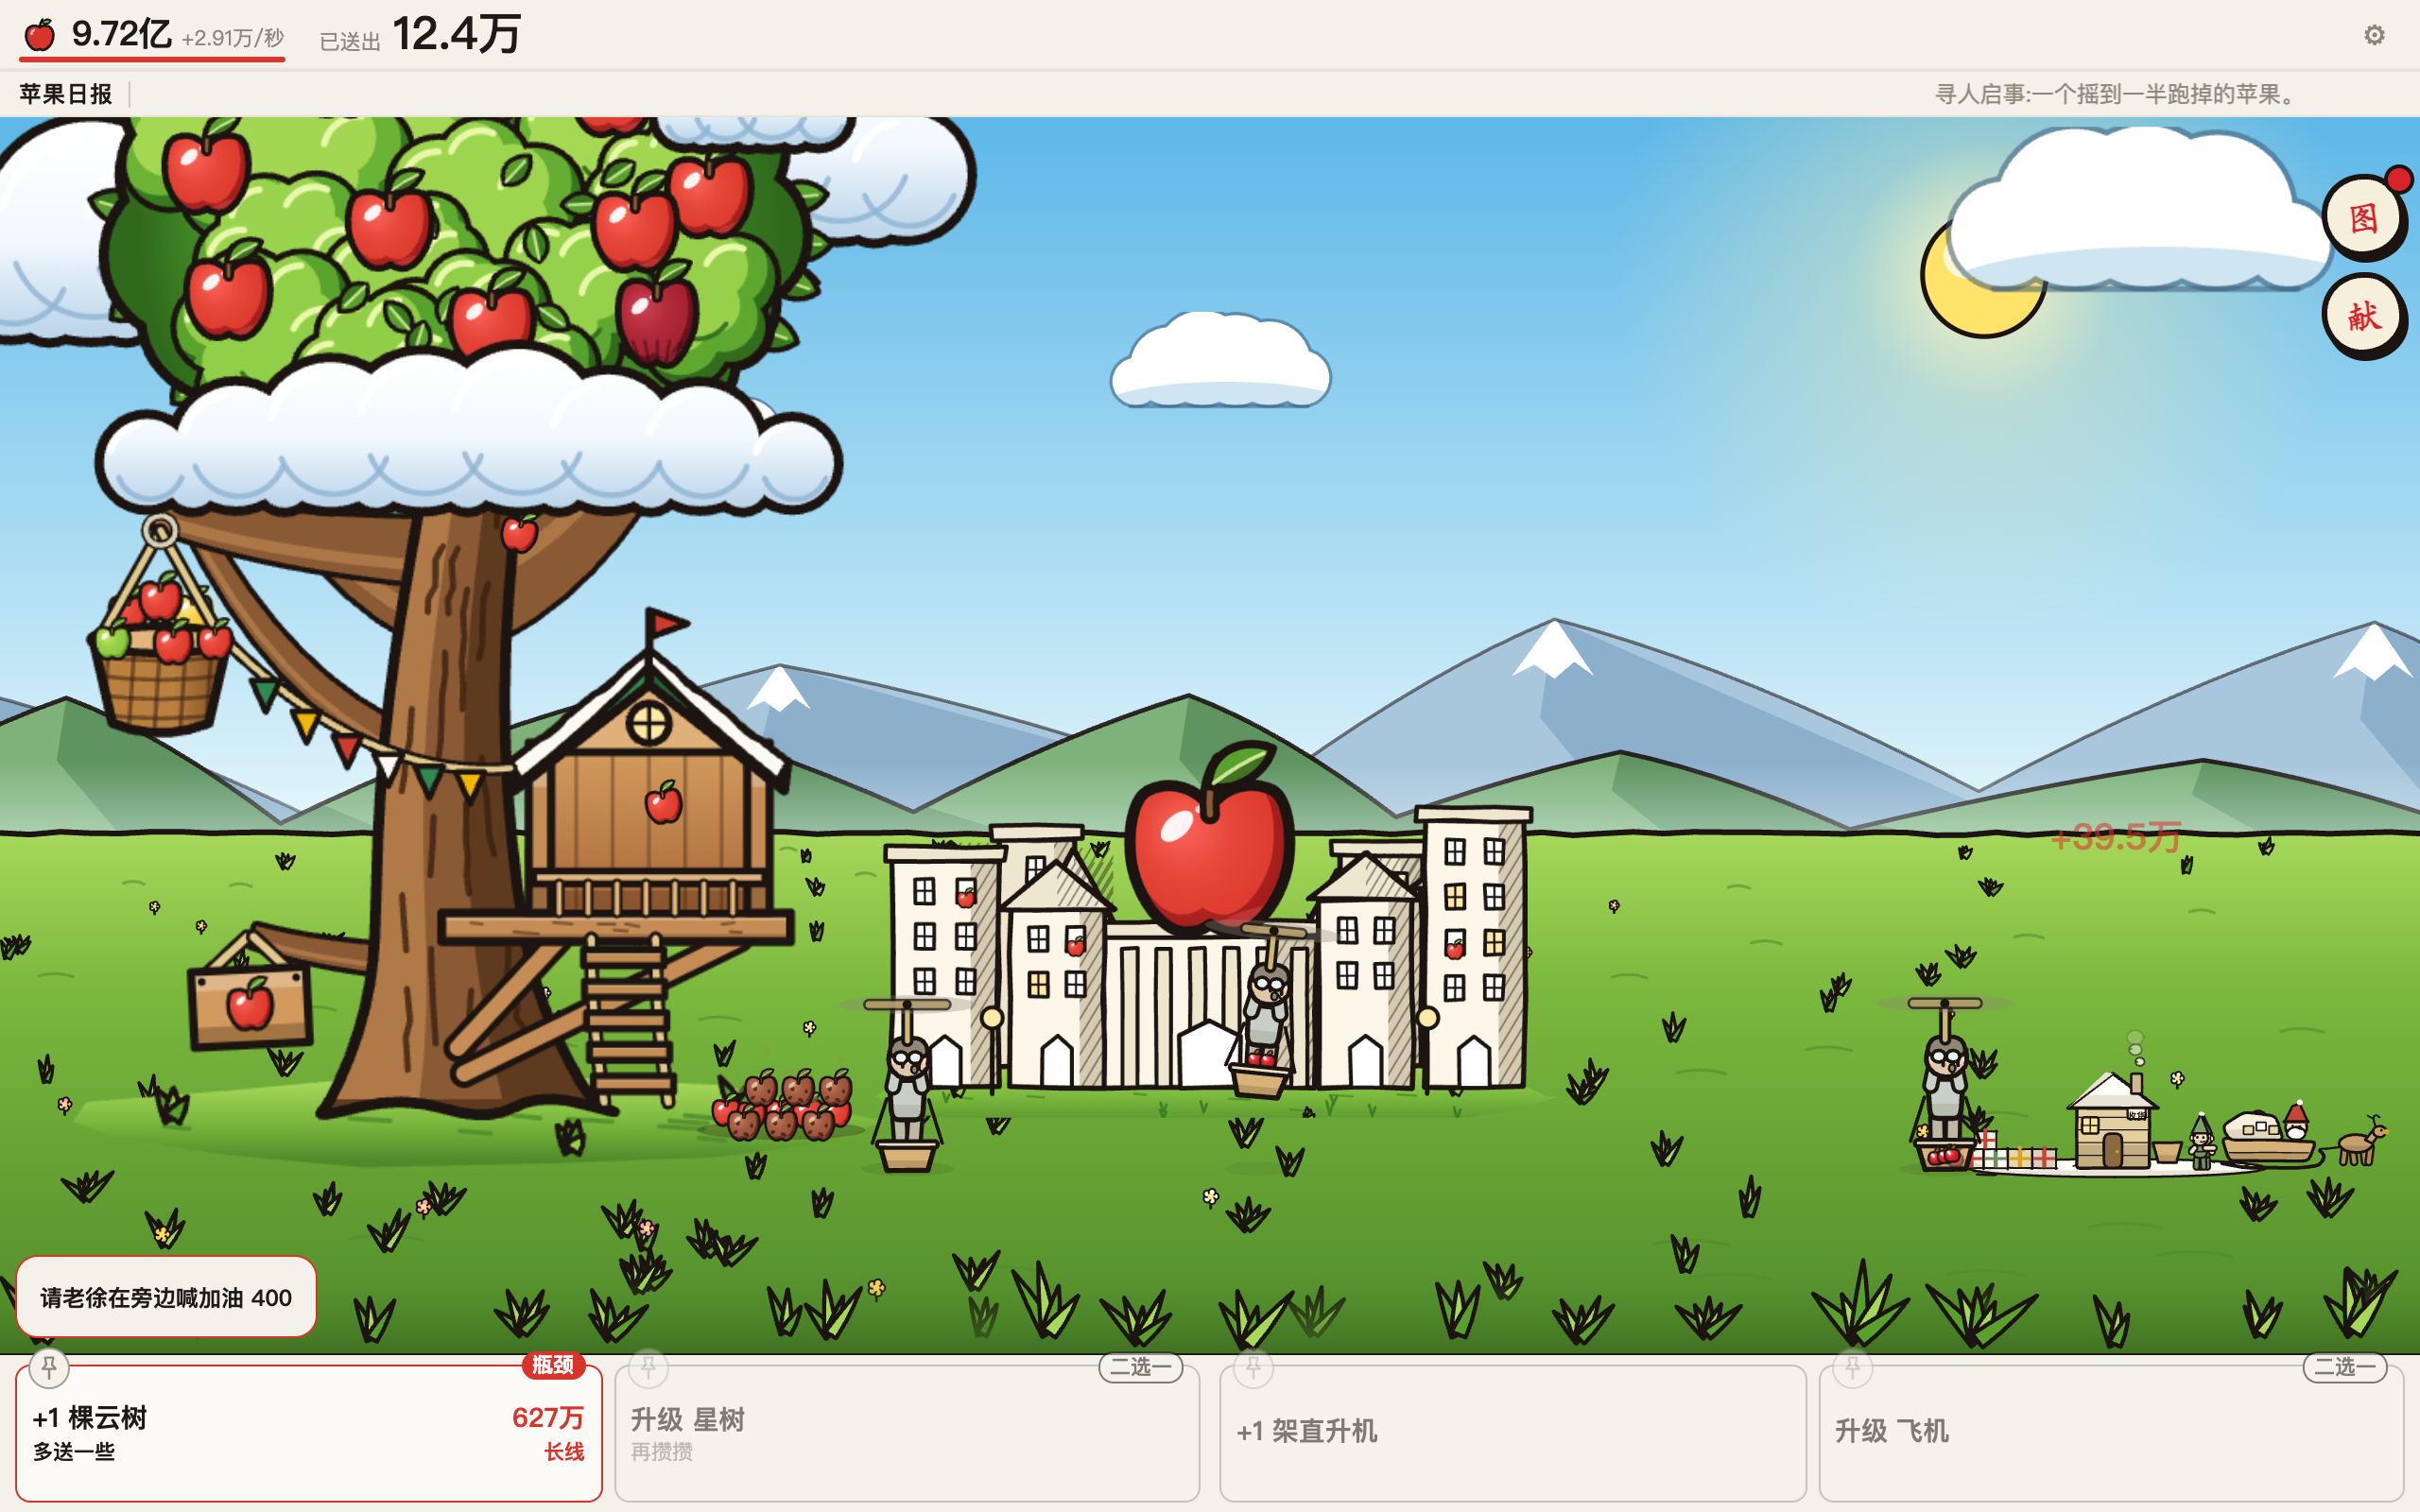 9.72亿 +2.91万/秒 已送出 12.4万
苹果日报
寻人启事:一个摇到一半跑掉的苹果。
图
献
+39.5万
收货
请老徐在旁边喊加油 400
瓶颈
+1 棵云树 627万
多送一些 长线
二选一
升级 星树
再攒攒
+1 架直升机
二选一
升级 飞机